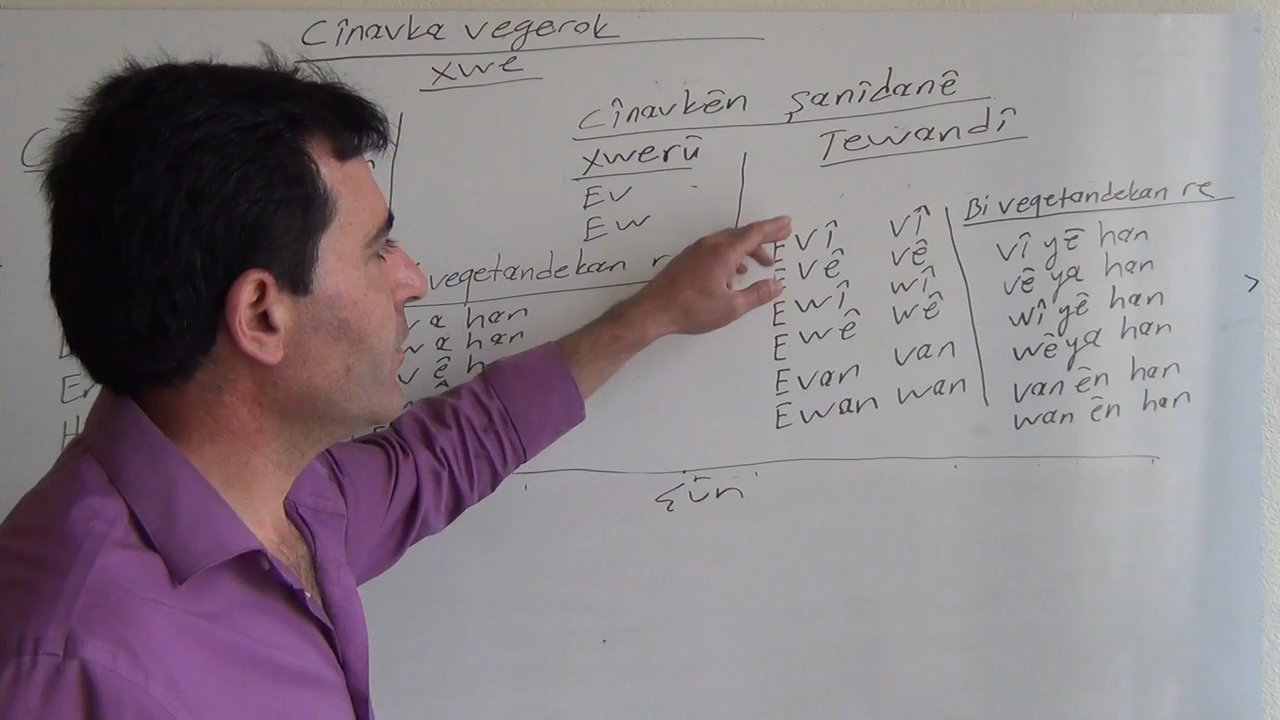 Cînavka vegerok
xwe
Cînavkên şanîdanê
Xwerû
Ev
Ew
Tewandî
Evî vî
Evê vê
Ewî wî
Ewê wê
Evan van
Ewan wan
Bi vegetandekan re
vî yê han
vê ya han
wî yê han
wê ya han
van ên han
wan ên han
vegetandekan
han
han
çûn